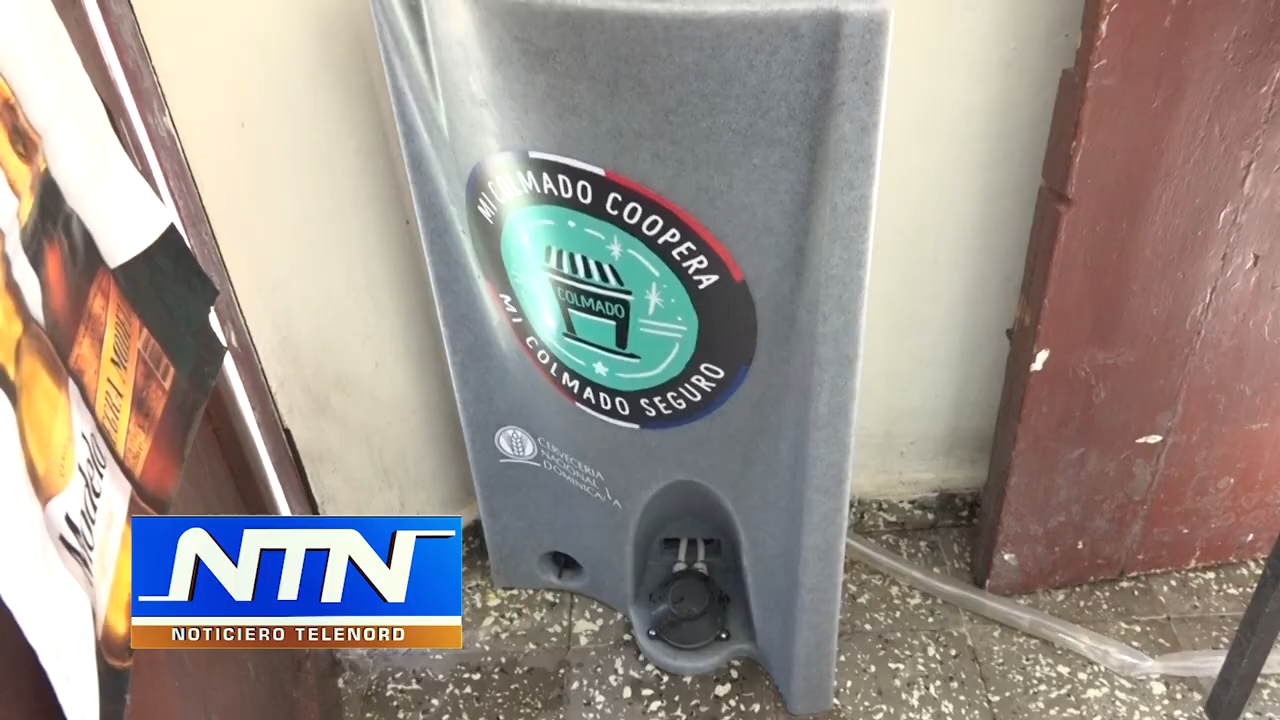 MI COLMADO COOPERA
COLMADO
MI COLMADO SEGURO
CERVECERIA
NACIONAL
DOMINICANA
Modelo
NTN
NOTICIERO TELENORD